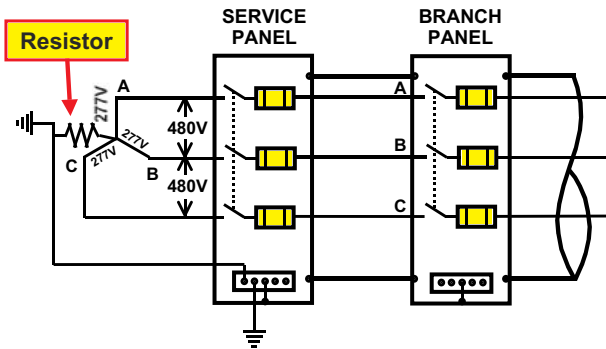 SERVICE
PANEL
BRANCH
PANEL
Resistor
277V
A
A
480V
277V
277V
C
B
B
480V
C